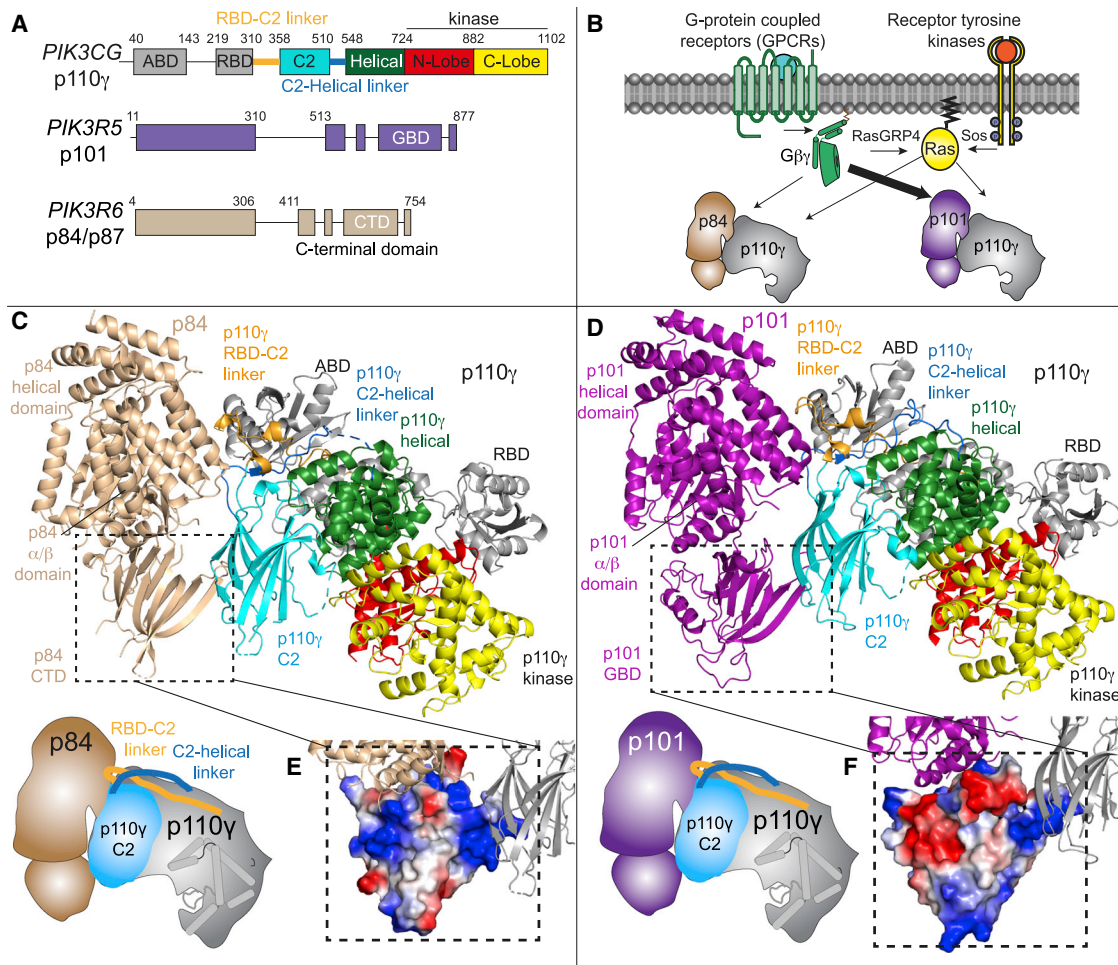 A
RBD-C2 linker
kinase
40 143 219 310 358 510 548 724 882 1102
PIK3CG
p110γ
ABD RBD C2 Helical N-Lobe C-Lobe
C2-Helical linker
11 310 513 877
PIK3R5
p101
GBD
4 306 411 754
PIK3R6
p84/p87
CTD
C-terminal domain
B
G-protein coupled
receptors (GPCRs)
Receptor tyrosine
kinases
Gβγ
RasGRP4
Ras
Sos
p84
p110γ
p101
p110γ
C
p84
p84
helical
domain
p110γ
RBD-C2
linker
ABD
p110γ
C2-helical
linker
p110γ
p110γ
helical
RBD
p84
α/β
domain
p84
CTD
p110γ
C2
p110γ
kinase
p84
RBD-C2
linker
C2-helical
linker
p110γ
C2
p110γ
E
D
p101
p101
helical
domain
p110γ
RBD-C2
linker
ABD
p110γ
C2-helical
linker
p110γ
p110γ
helical
RBD
p101
α/β
domain
p101
GBD
p110γ
C2
p110γ
kinase
p101
p110γ
C2
p110γ
F